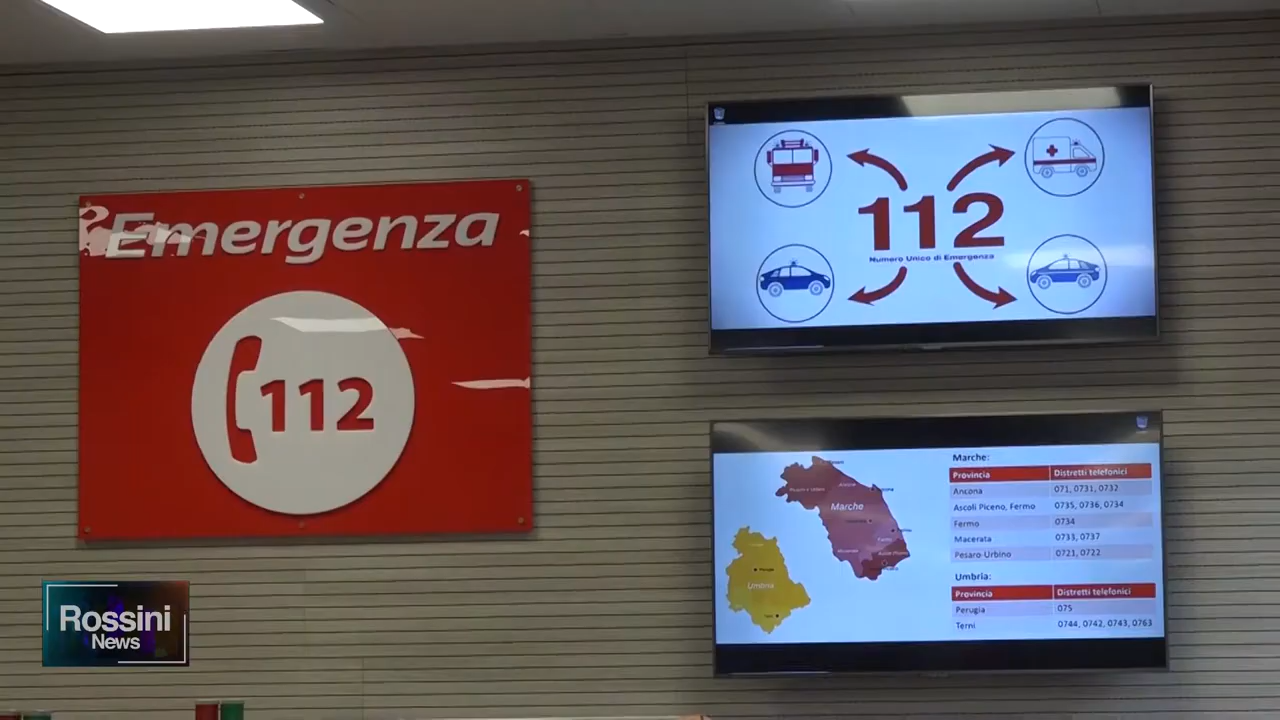 Emergenza
112
112
Numero Unico di Emergenza
Marche
Umbria
Perugia
Marche:
Provincia Distretti telefonici
Ancona 071, 0731, 0732
Ascoli Piceno, Fermo 0735, 0736, 0734
Fermo 0734
Macerata 0733, 0737
Pesaro-Urbino 0721, 0722
Umbria:
Provincia Distretti telefonici
Perugia 075
Terni 0744, 0742, 0743, 0763
Rossini
News